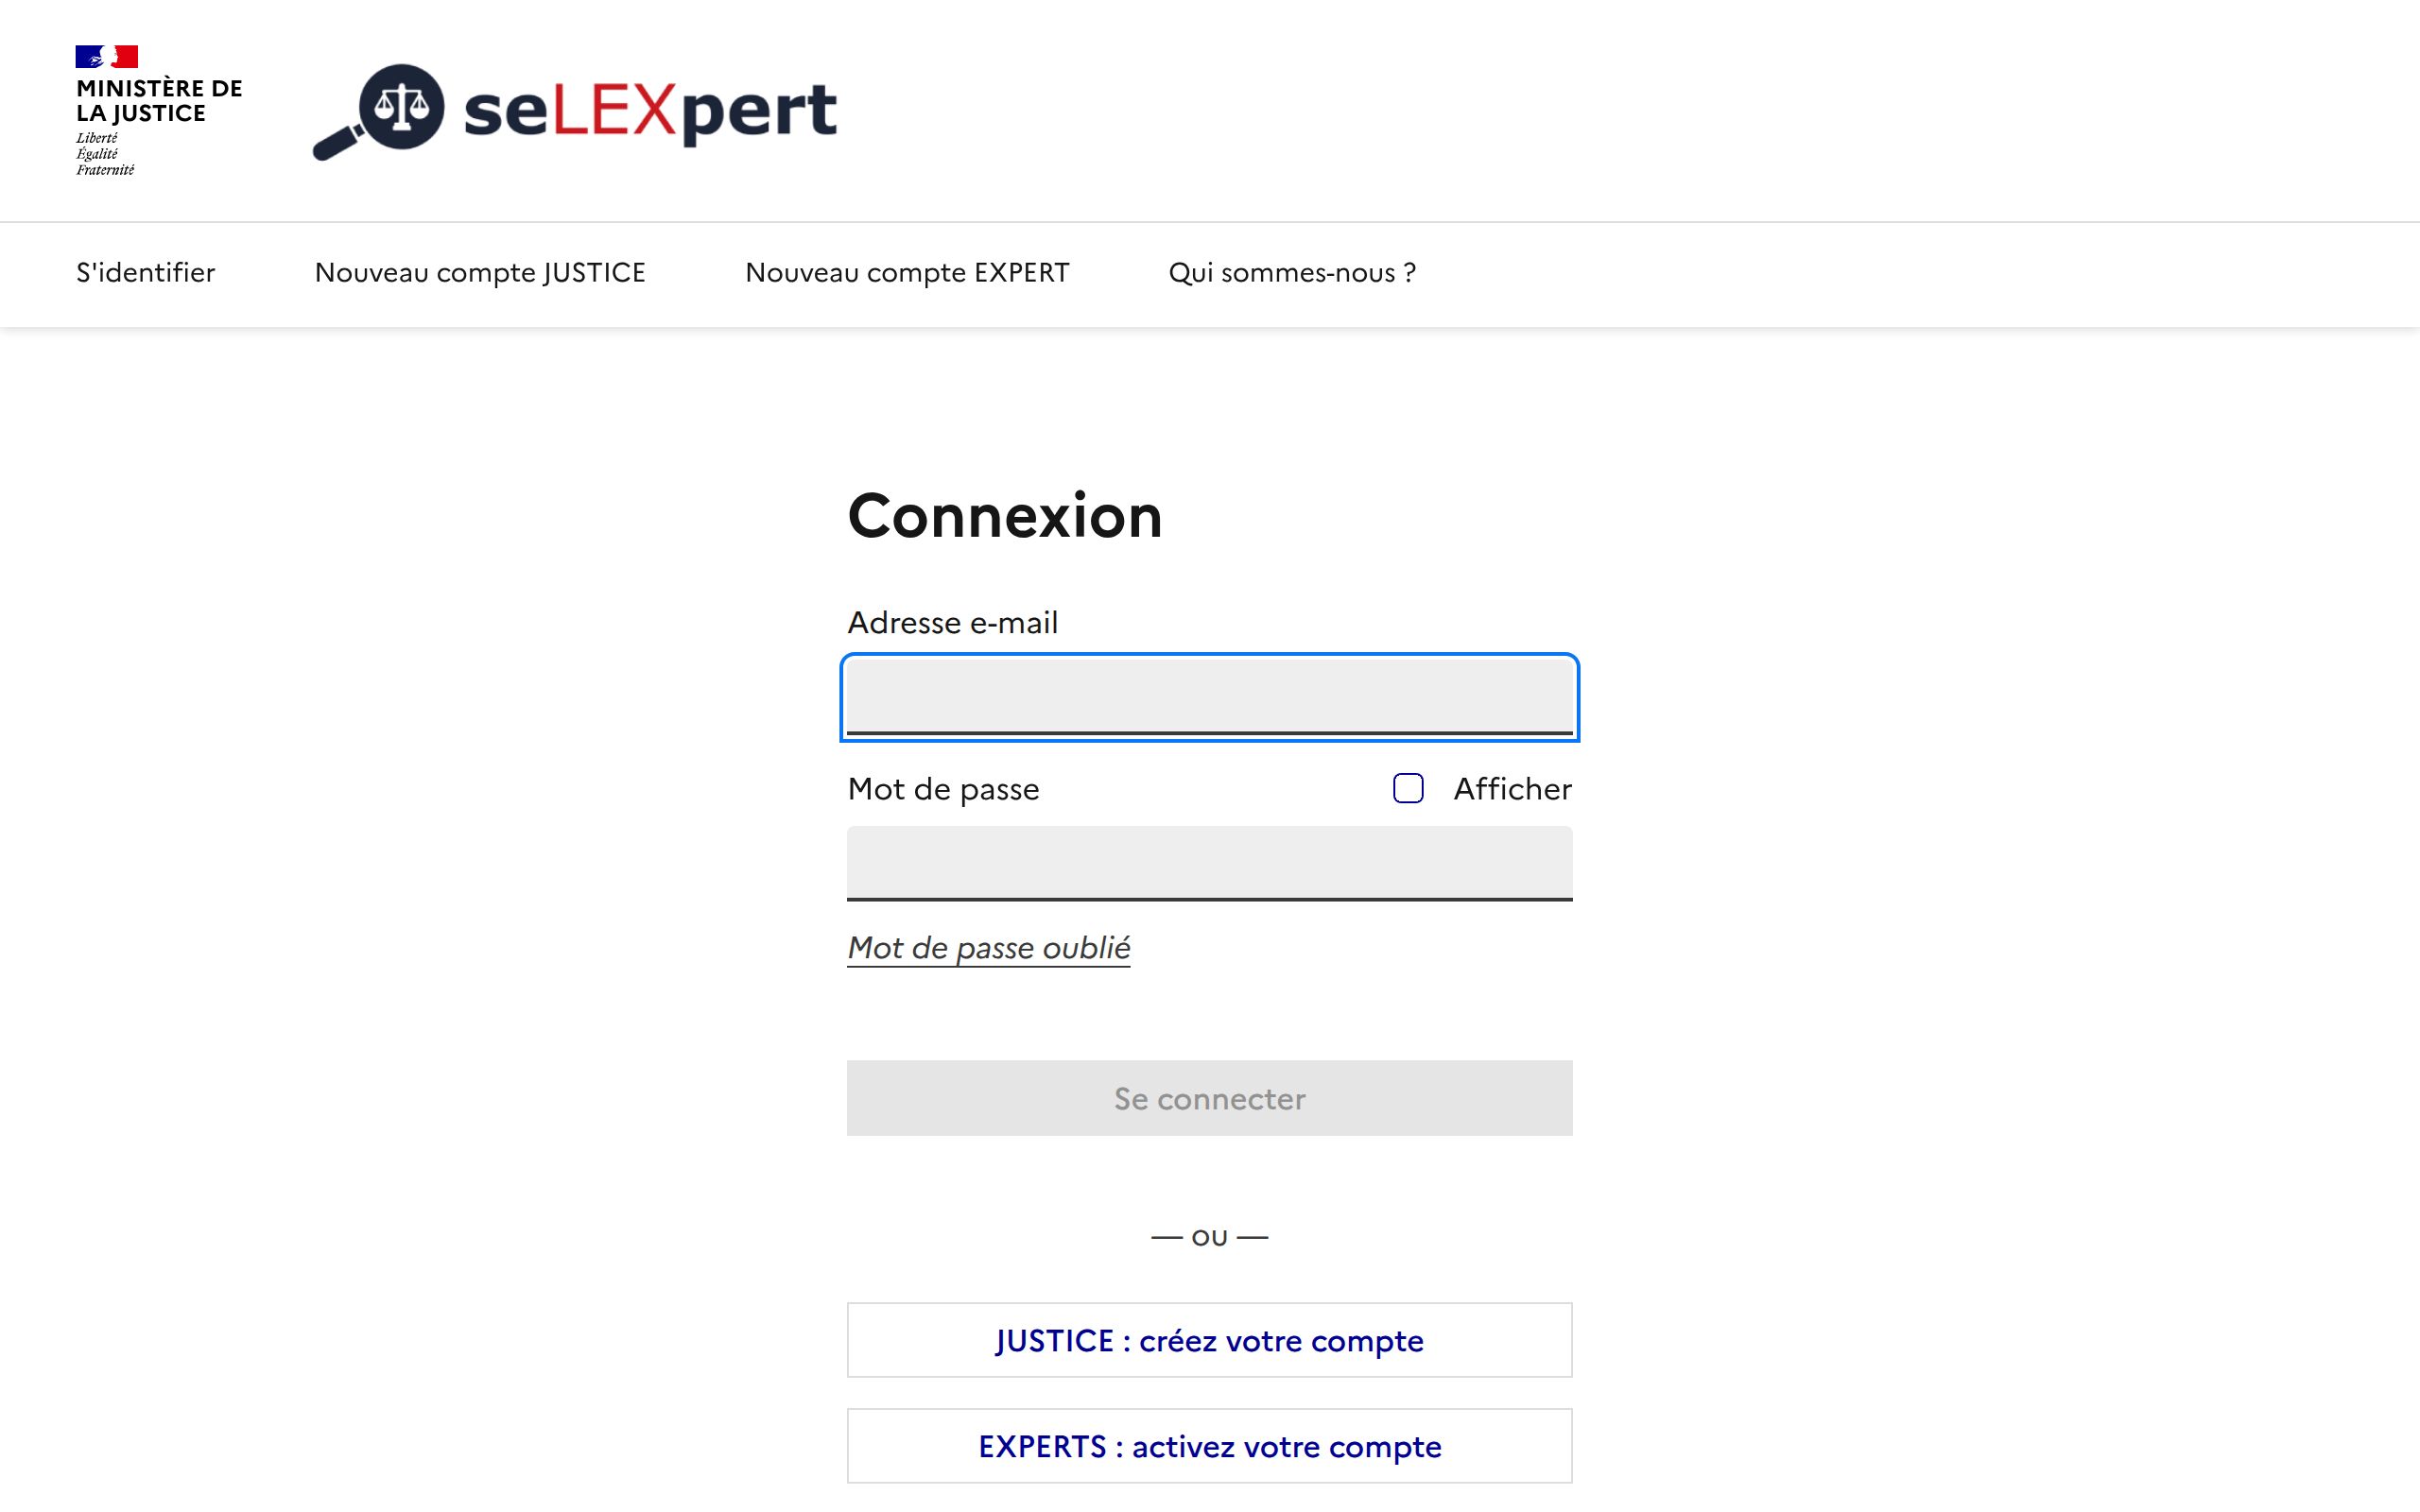 MINISTÈRE DE
LA JUSTICE
Liberté
Égalité
Fraternité
seLEXpert
S'identifier
Nouveau compte JUSTICE
Nouveau compte EXPERT
Qui sommes-nous ?
Connexion
Adresse e-mail
Mot de passe
Afficher
Mot de passe oublié
Se connecter
— ou —
JUSTICE : créez votre compte
EXPERTS : activez votre compte